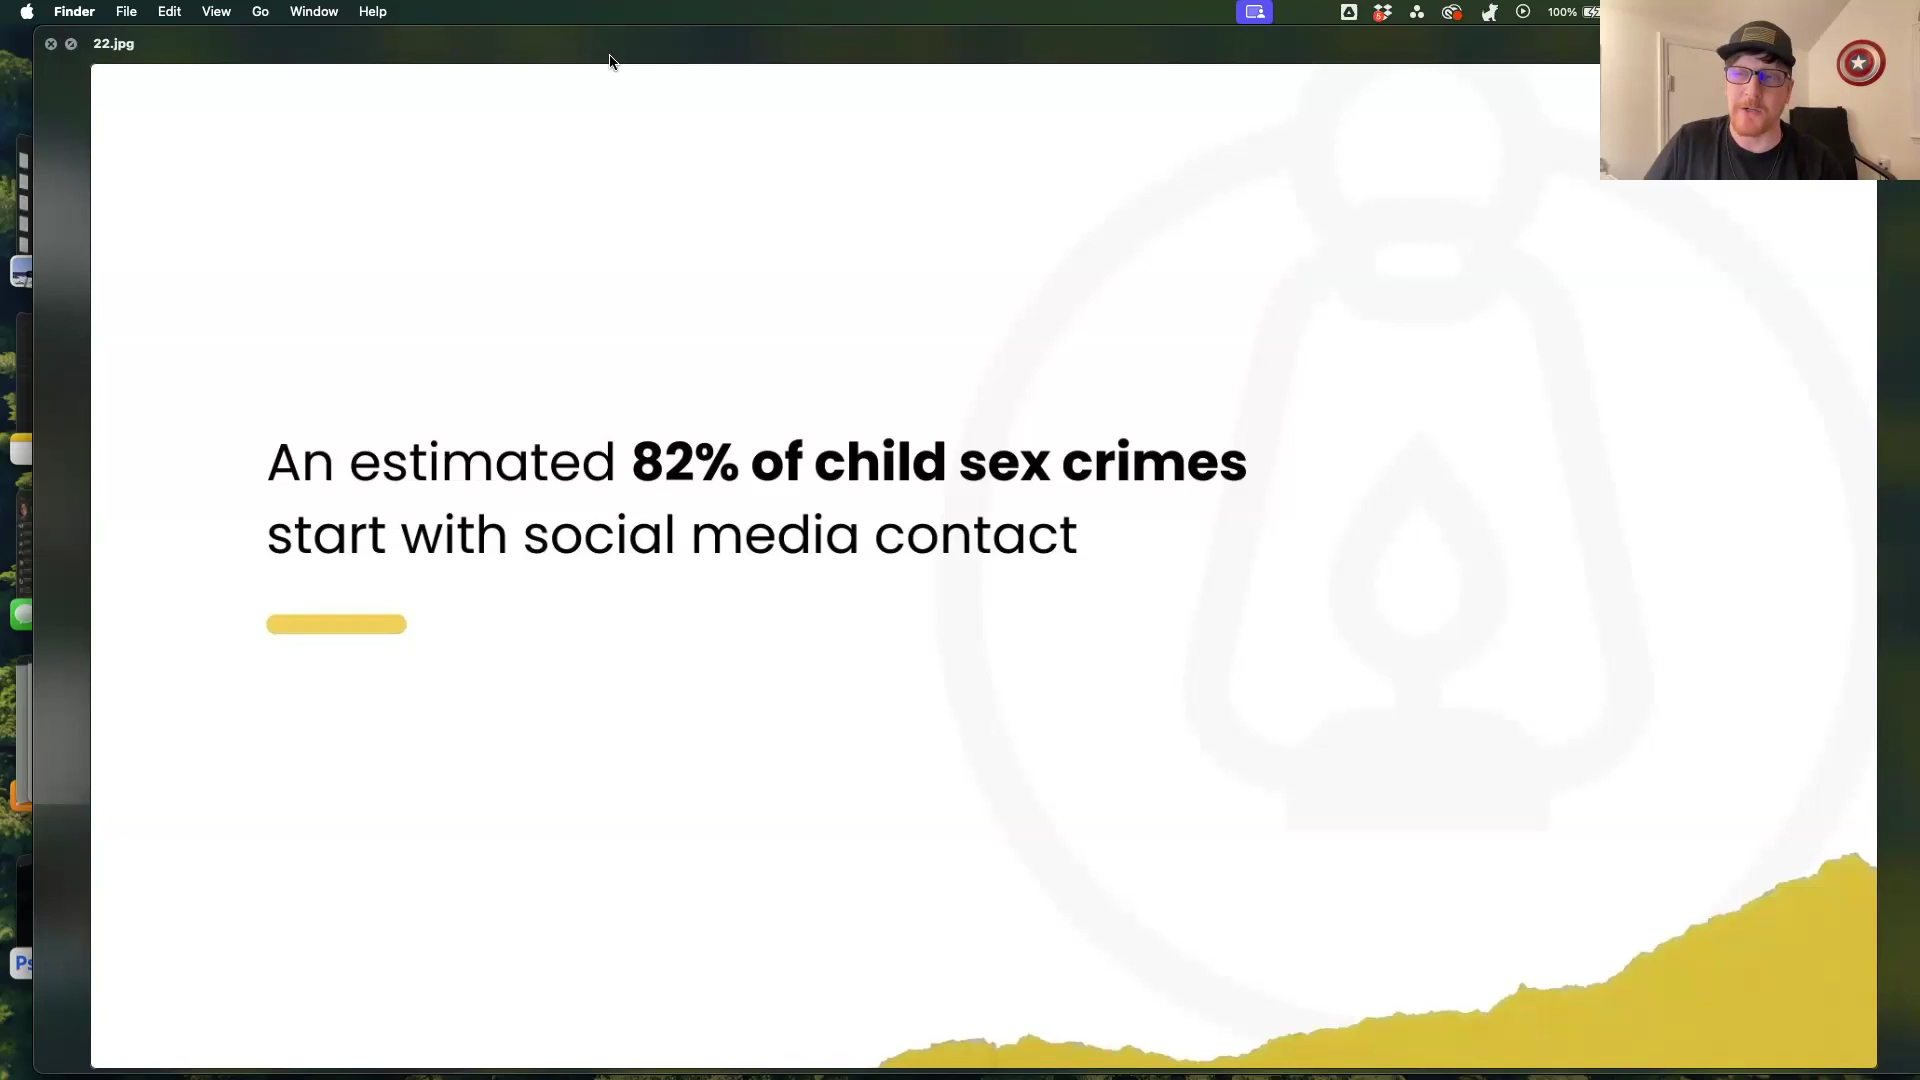 Finder File Edit View Go Window Help 100%
22.jpg
An estimated 82% of child sex crimes
start with social media contact
Ps